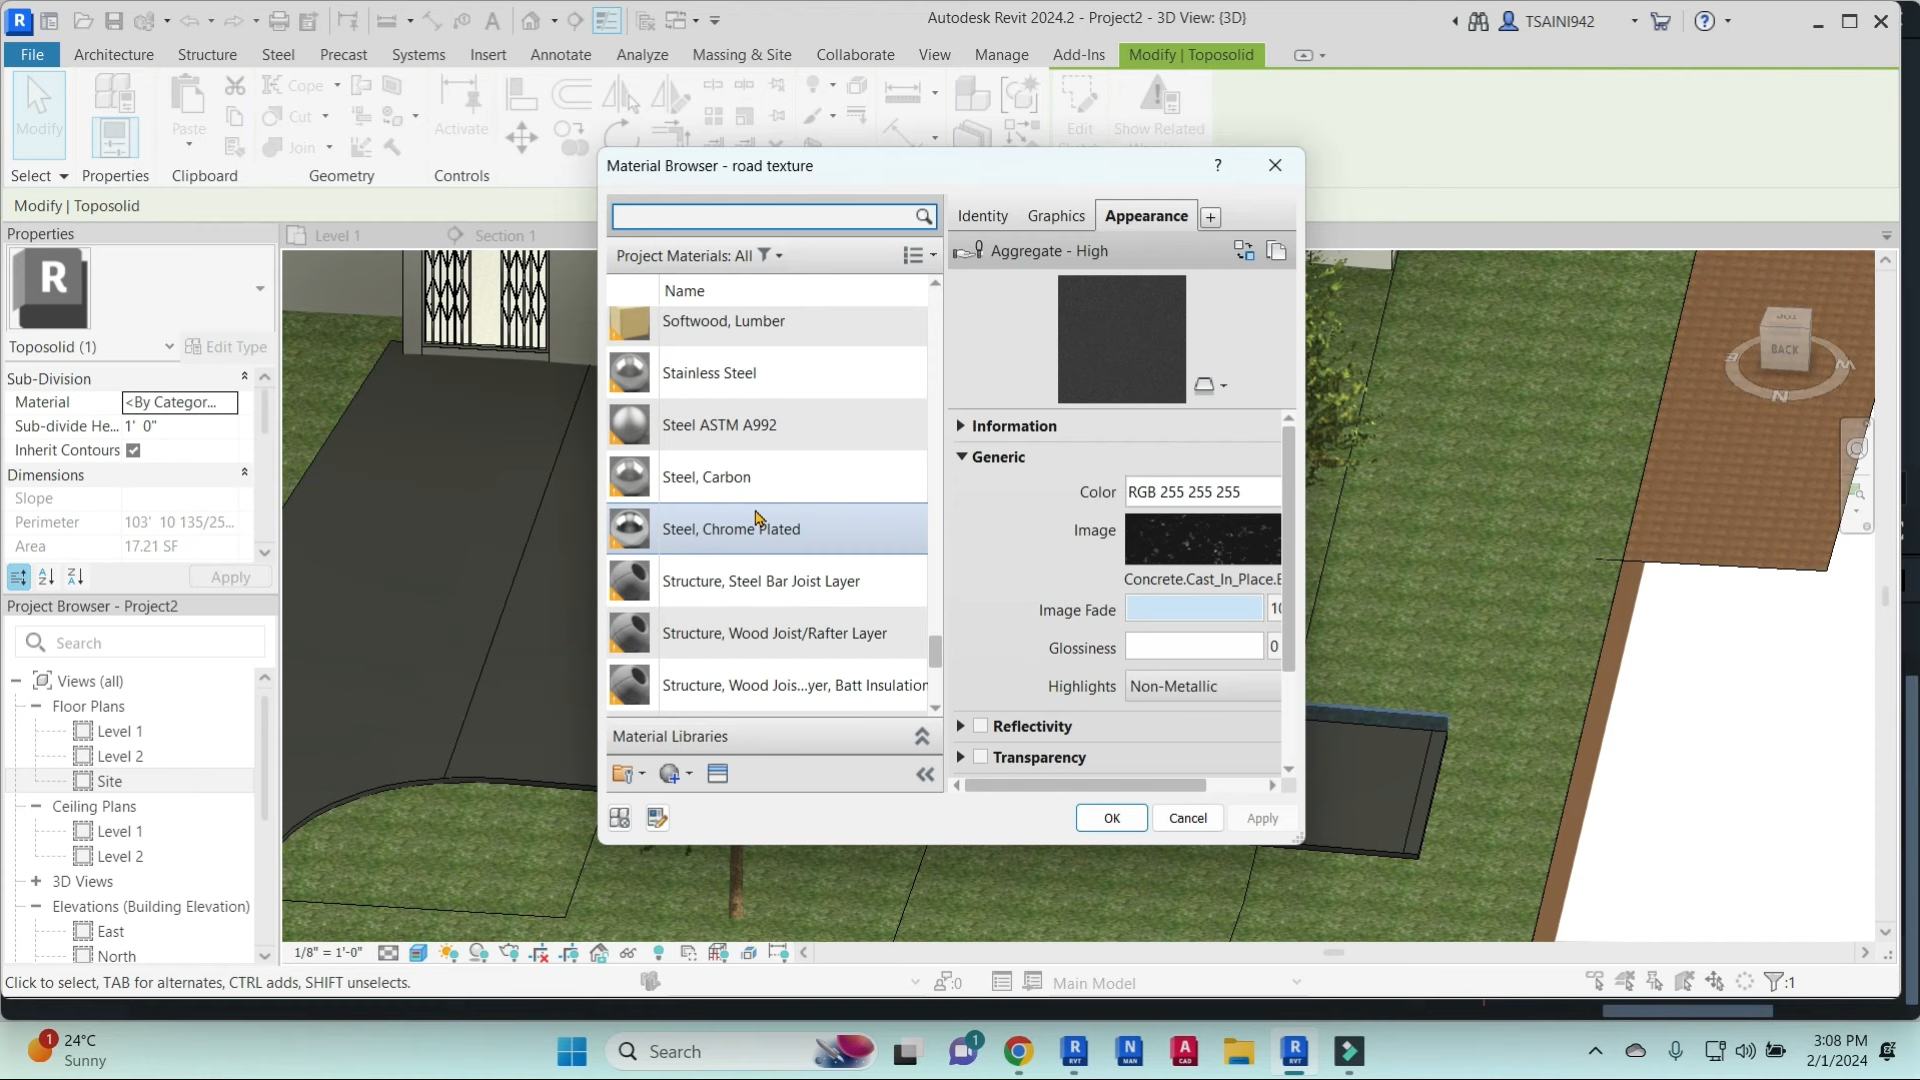 Autodesk Revit 2024.2 - Project2 - 3D View: {3D}
TSAINI942
File Architecture Structure Steel Precast Systems Insert Annotate Analyze Massing & Site Collaborate View Manage Add-Ins Modify | Toposolid
Modify
Paste
Cope
Cut
Join
Activate
Edit
Show Related
Select Properties Clipboard Geometry Controls
Modify | Toposolid
Properties
Level 1
Section 1
R
Toposolid (1)
Edit Type
Sub-Division
Material <By Categor...
Sub-divide He... 1' 0"
Inherit Contours
Dimensions
Slope
Perimeter 103' 10 135/25...
Area 17.21 SF
Apply
Project Browser - Project2
Search
Views (all)
Floor Plans
Level 1
Level 2
Site
Ceiling Plans
Level 1
Level 2
3D Views
Elevations (Building Elevation)
East
North
Material Browser - road texture
Project Materials: All
Name
Softwood, Lumber
Stainless Steel
Steel ASTM A992
Steel, Carbon
Steel, Chrome Plated
Structure, Steel Bar Joist Layer
Structure, Wood Joist/Rafter Layer
Structure, Wood Jois...yer, Batt Insulation
Material Libraries
Identity Graphics Appearance +
Aggregate - High
Information
Generic
Color RGB 255 255 255
Image
Concrete.Cast_In_Place.E
Image Fade 10
Glossiness 0
Highlights Non-Metallic
Reflectivity
Transparency
OK Cancel Apply
BACK
N
1/8" = 1'-0"
Click to select, TAB for alternates, CTRL adds, SHIFT unselects.
:0
Main Model
:1
1
24°C
Sunny
Search
1
3:08 PM
2/1/2024